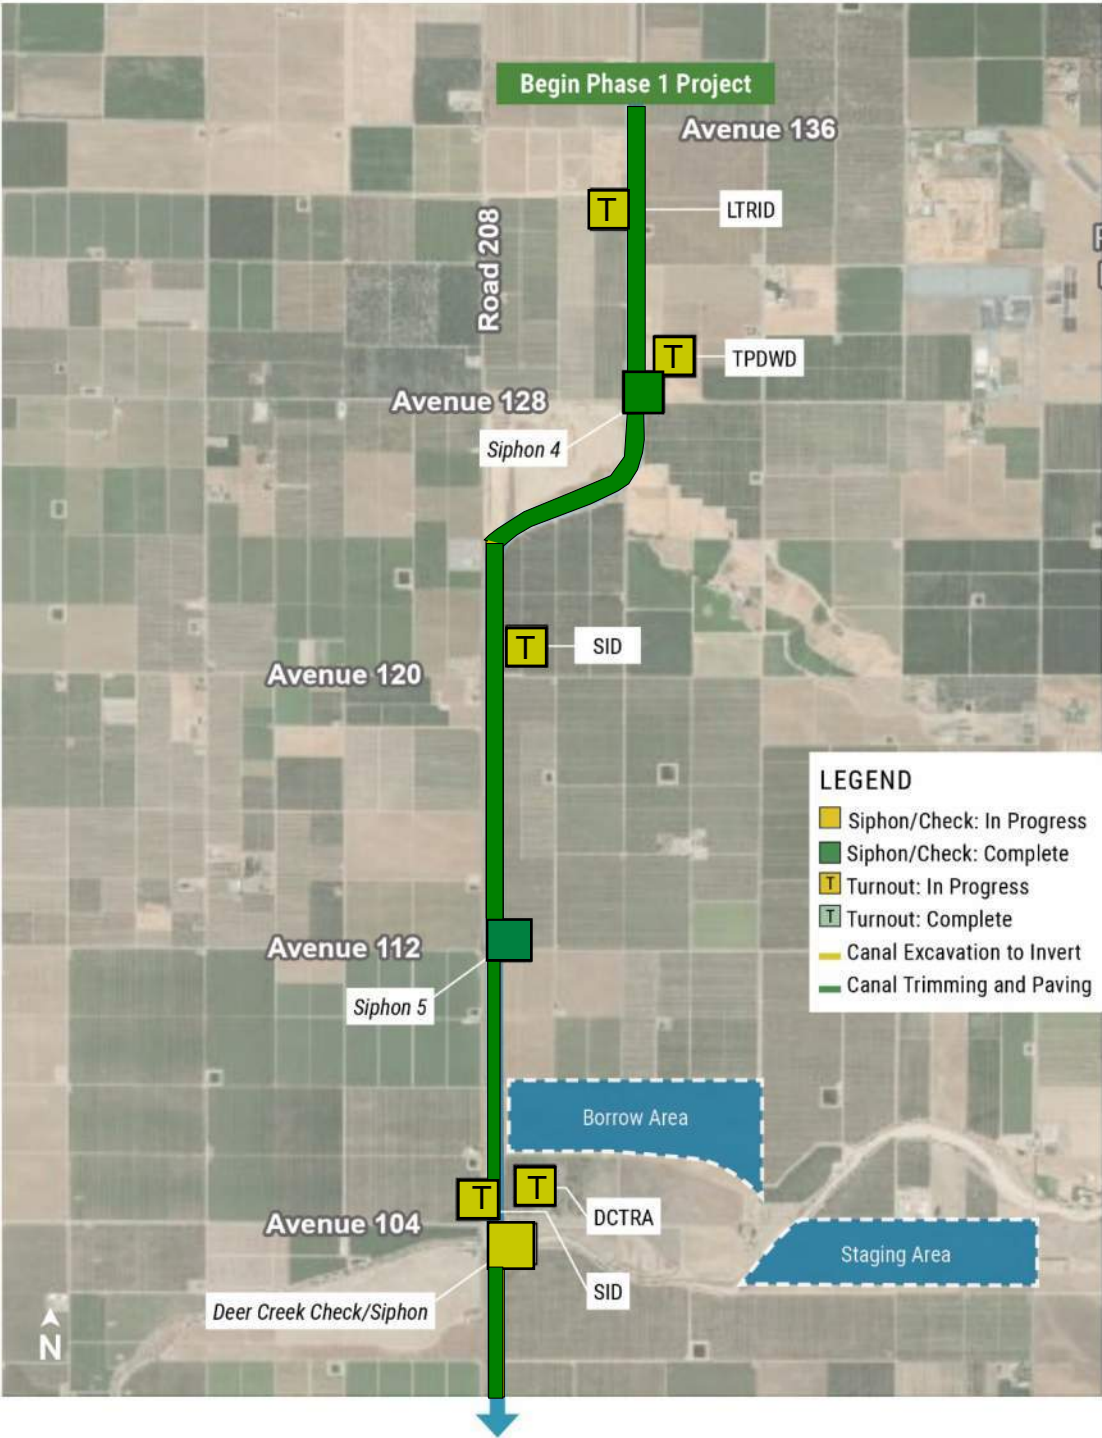 Begin Phase 1 Project
Avenue 136
T
LTRID
Road 208
T
TPDWD
Avenue 128
Siphon 4
T
SID
Avenue 120
LEGEND
Siphon/Check: In Progress
Siphon/Check: Complete
T Turnout: In Progress
T Turnout: Complete
Canal Excavation to Invert
Canal Trimming and Paving
Avenue 112
Siphon 5
Borrow Area
T
T
DCTRA
Avenue 104
Staging Area
SID
Deer Creek Check/Siphon
N